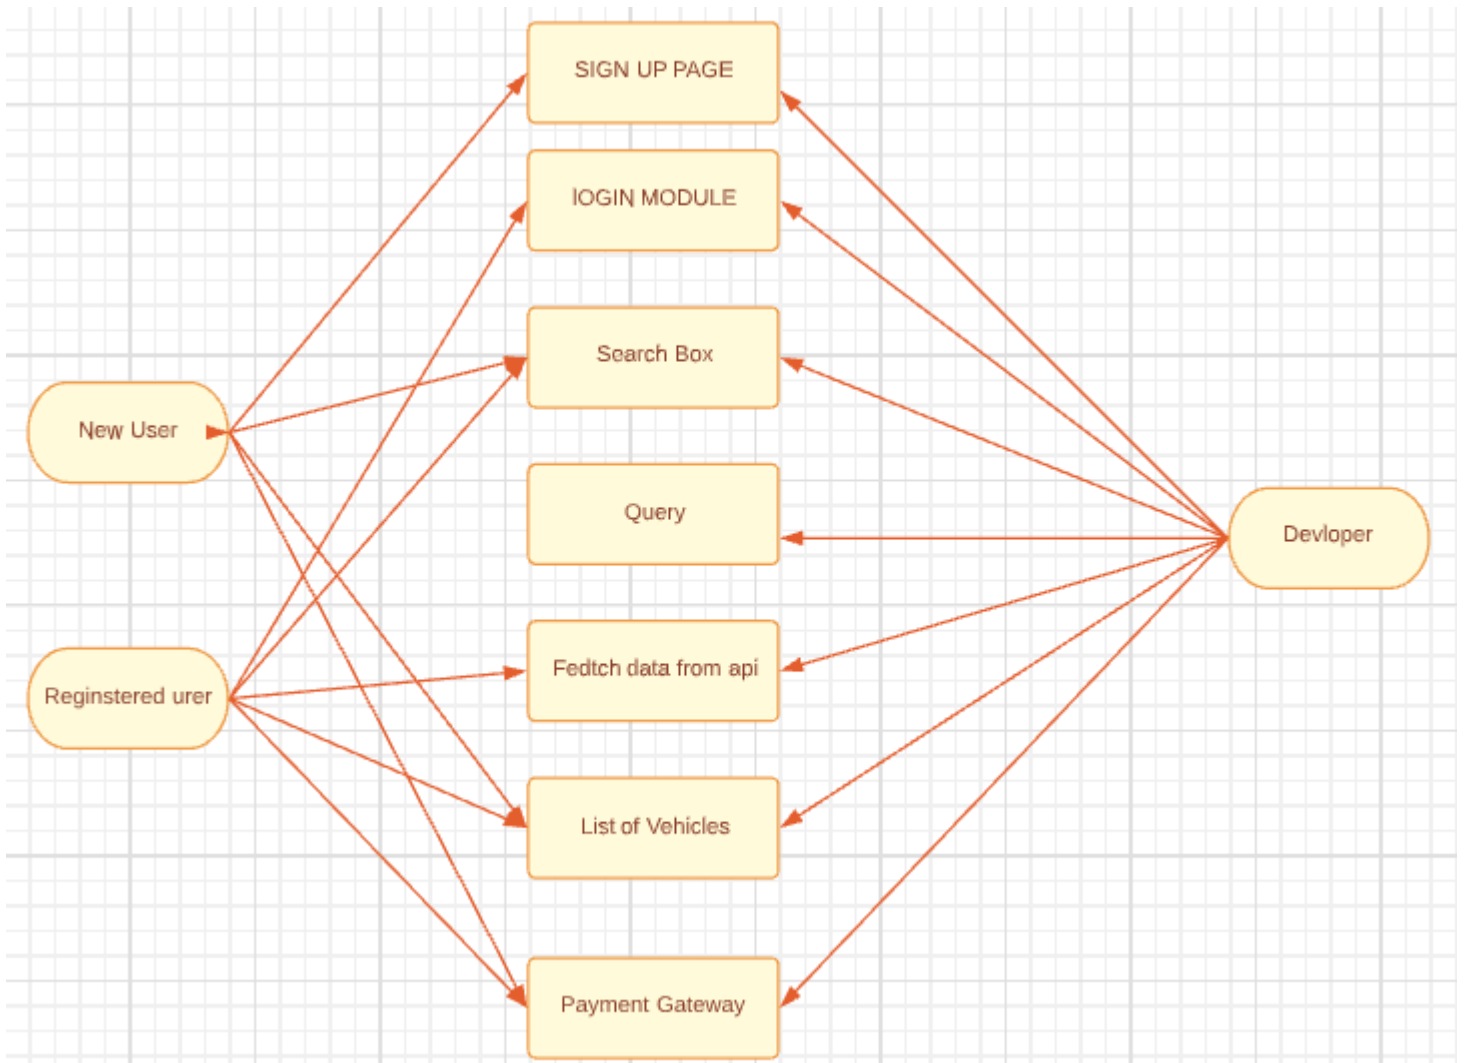 SIGN UP PAGE
lOGIN MODULE
Search Box
New User
Query
Devloper
Fedtch data from api
Reginstered urer
List of Vehicles
Payment Gateway